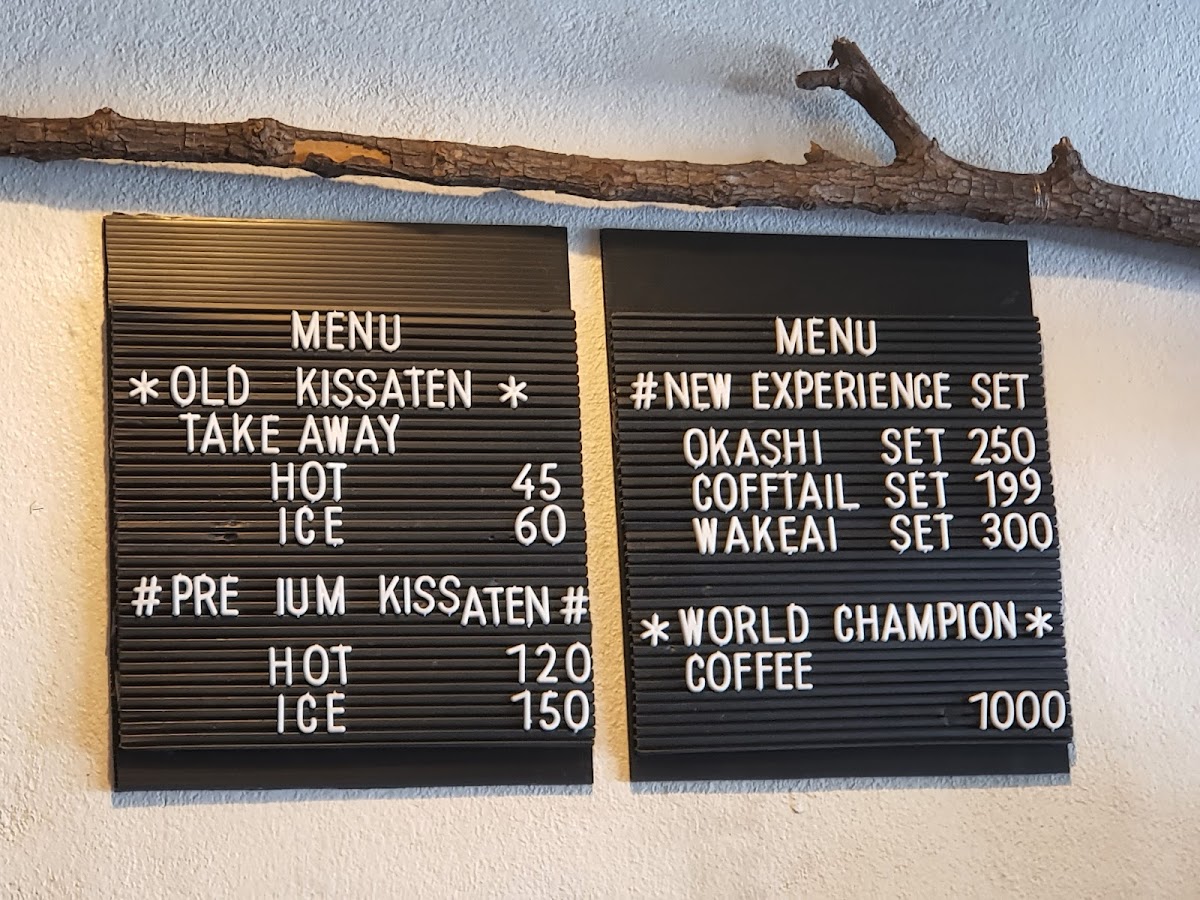 MENU
*OLD KISSATEN *
TAKE AWAY
HOT 45
ICE 60
#PRE IUM KISSATEN #
HOT 120
ICE 150
MENU
#NEW EXPERIENCE SET
OKASHI SET 250
COFFTAIL SET 199
WAKEAI SET 300
*WORLD CHAMPION *
COFFEE
1000